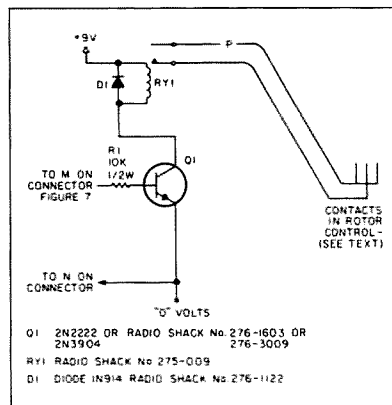 +9V
P
D1
RY1
R1
10K
1/2W
Q1
TO M ON
CONNECTOR
FIGURE 7
CONTACTS
IN ROTOR
CONTROL-
(SEE TEXT)
TO N ON
CONNECTOR
"0" VOLTS
Q1 2N2222 OR RADIO SHACK No. 276-1603 OR
2N3904 276-3009
RY1 RADIO SHACK No 275-009
D1 DIODE 1N914 RADIO SHACK No. 276-1122